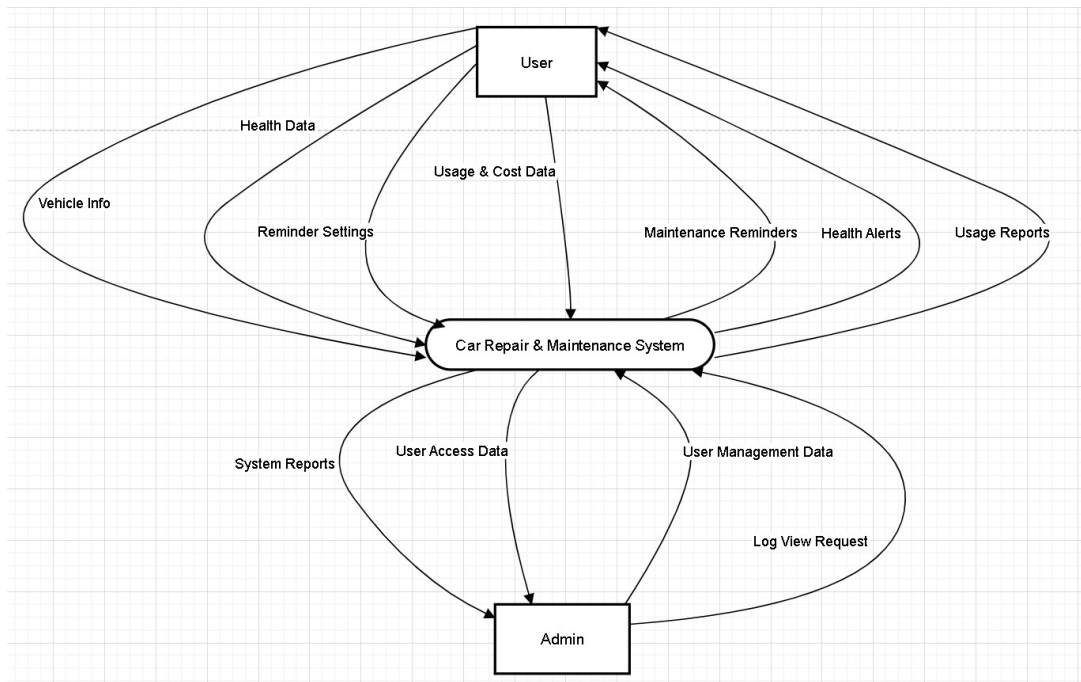 User
Health Data
Usage & Cost Data
Vehicle Info
Reminder Settings
Maintenance Reminders
Health Alerts
Usage Reports
Car Repair & Maintenance System
System Reports
User Access Data
User Management Data
Log View Request
Admin